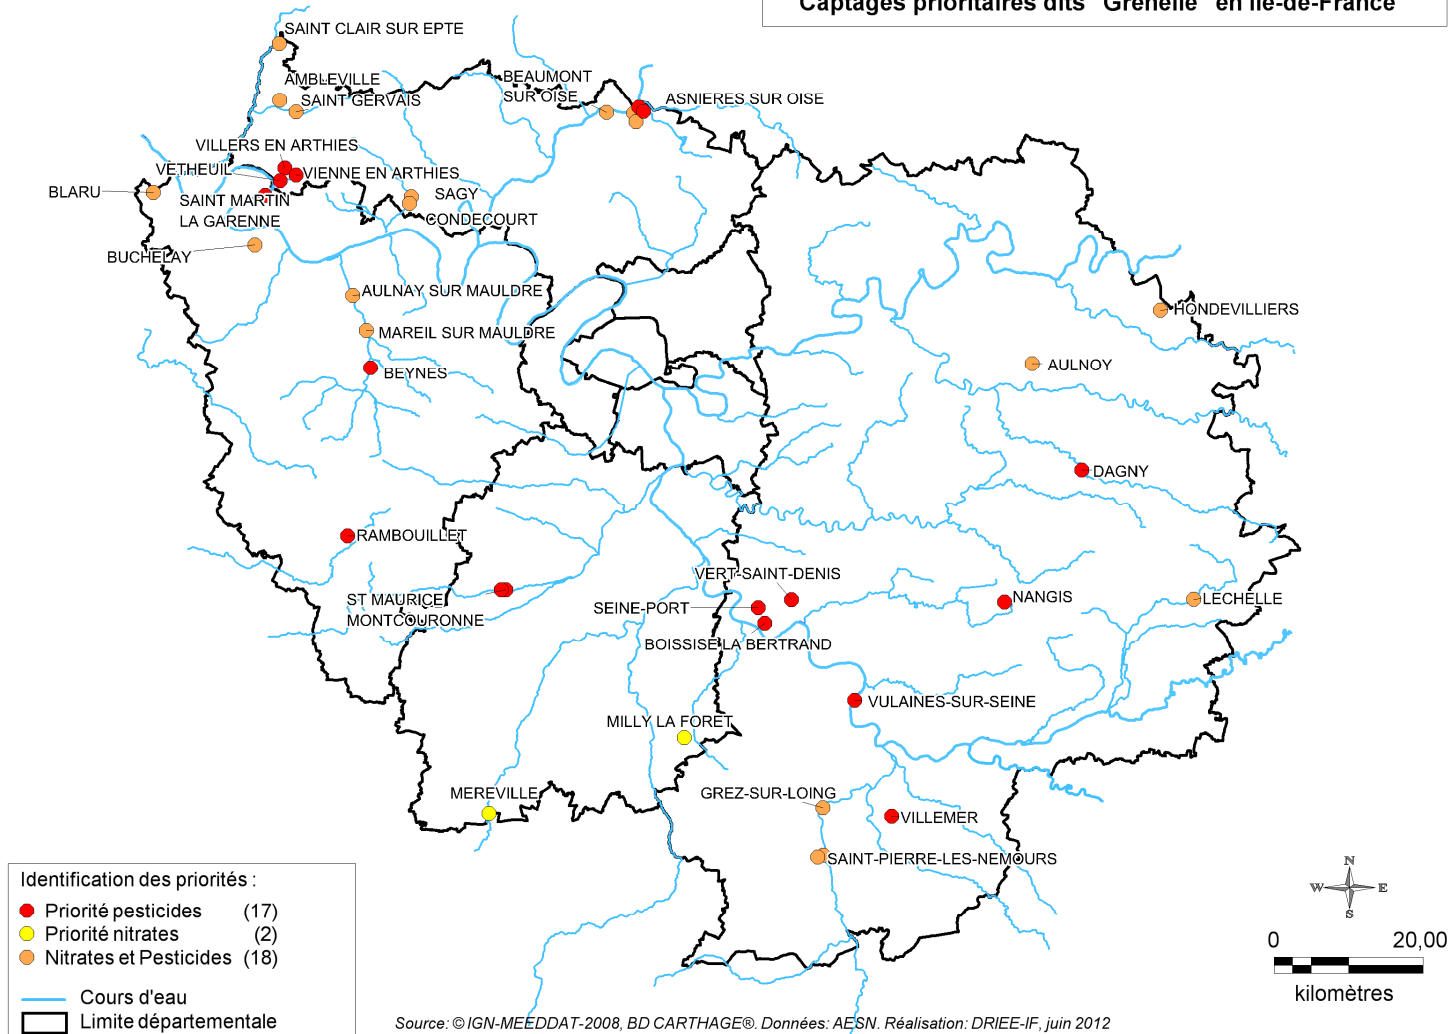 Captages prioritaires dits "Grenelle" en Ile-de-France
SAINT CLAIR SUR EPTE
AMBLEVILLE
SAINT GERVAIS
BEAUMONT
SUR OISE
ASNIERES SUR OISE
VILLERS EN ARTHIES
VETHEUIL
VIENNE EN ARTHIES
BLARU
SAINT MARTIN
LA GARENNE
SAGY
CONDECOURT
BUCHELAY
AULNAY SUR MAULDRE
MAREIL SUR MAULDRE
BEYNES
HONDEVILLIERS
AULNOY
DAGNY
RAMBOUILLET
ST MAURICE
MONTCOURONNE
VERT-SAINT-DENIS
SEINE-PORT
BOISSISE LA BERTRAND
NANGIS
LECHELLE
VULAINES-SUR-SEINE
MILLY LA FORET
MEREVILLE
GREZ-SUR-LOING
VILLEMER
SAINT-PIERRE-LES-NEMOURS
Identification des priorités :
Priorité pesticides (17)
Priorité nitrates (2)
Nitrates et Pesticides (18)
Cours d'eau
Limite départementale
N
W E
S
0 20,00
kilomètres
Source: © IGN-MEEDDAT-2008, BD CARTHAGE®. Données: AESN. Réalisation: DRIEE-IF, juin 2012